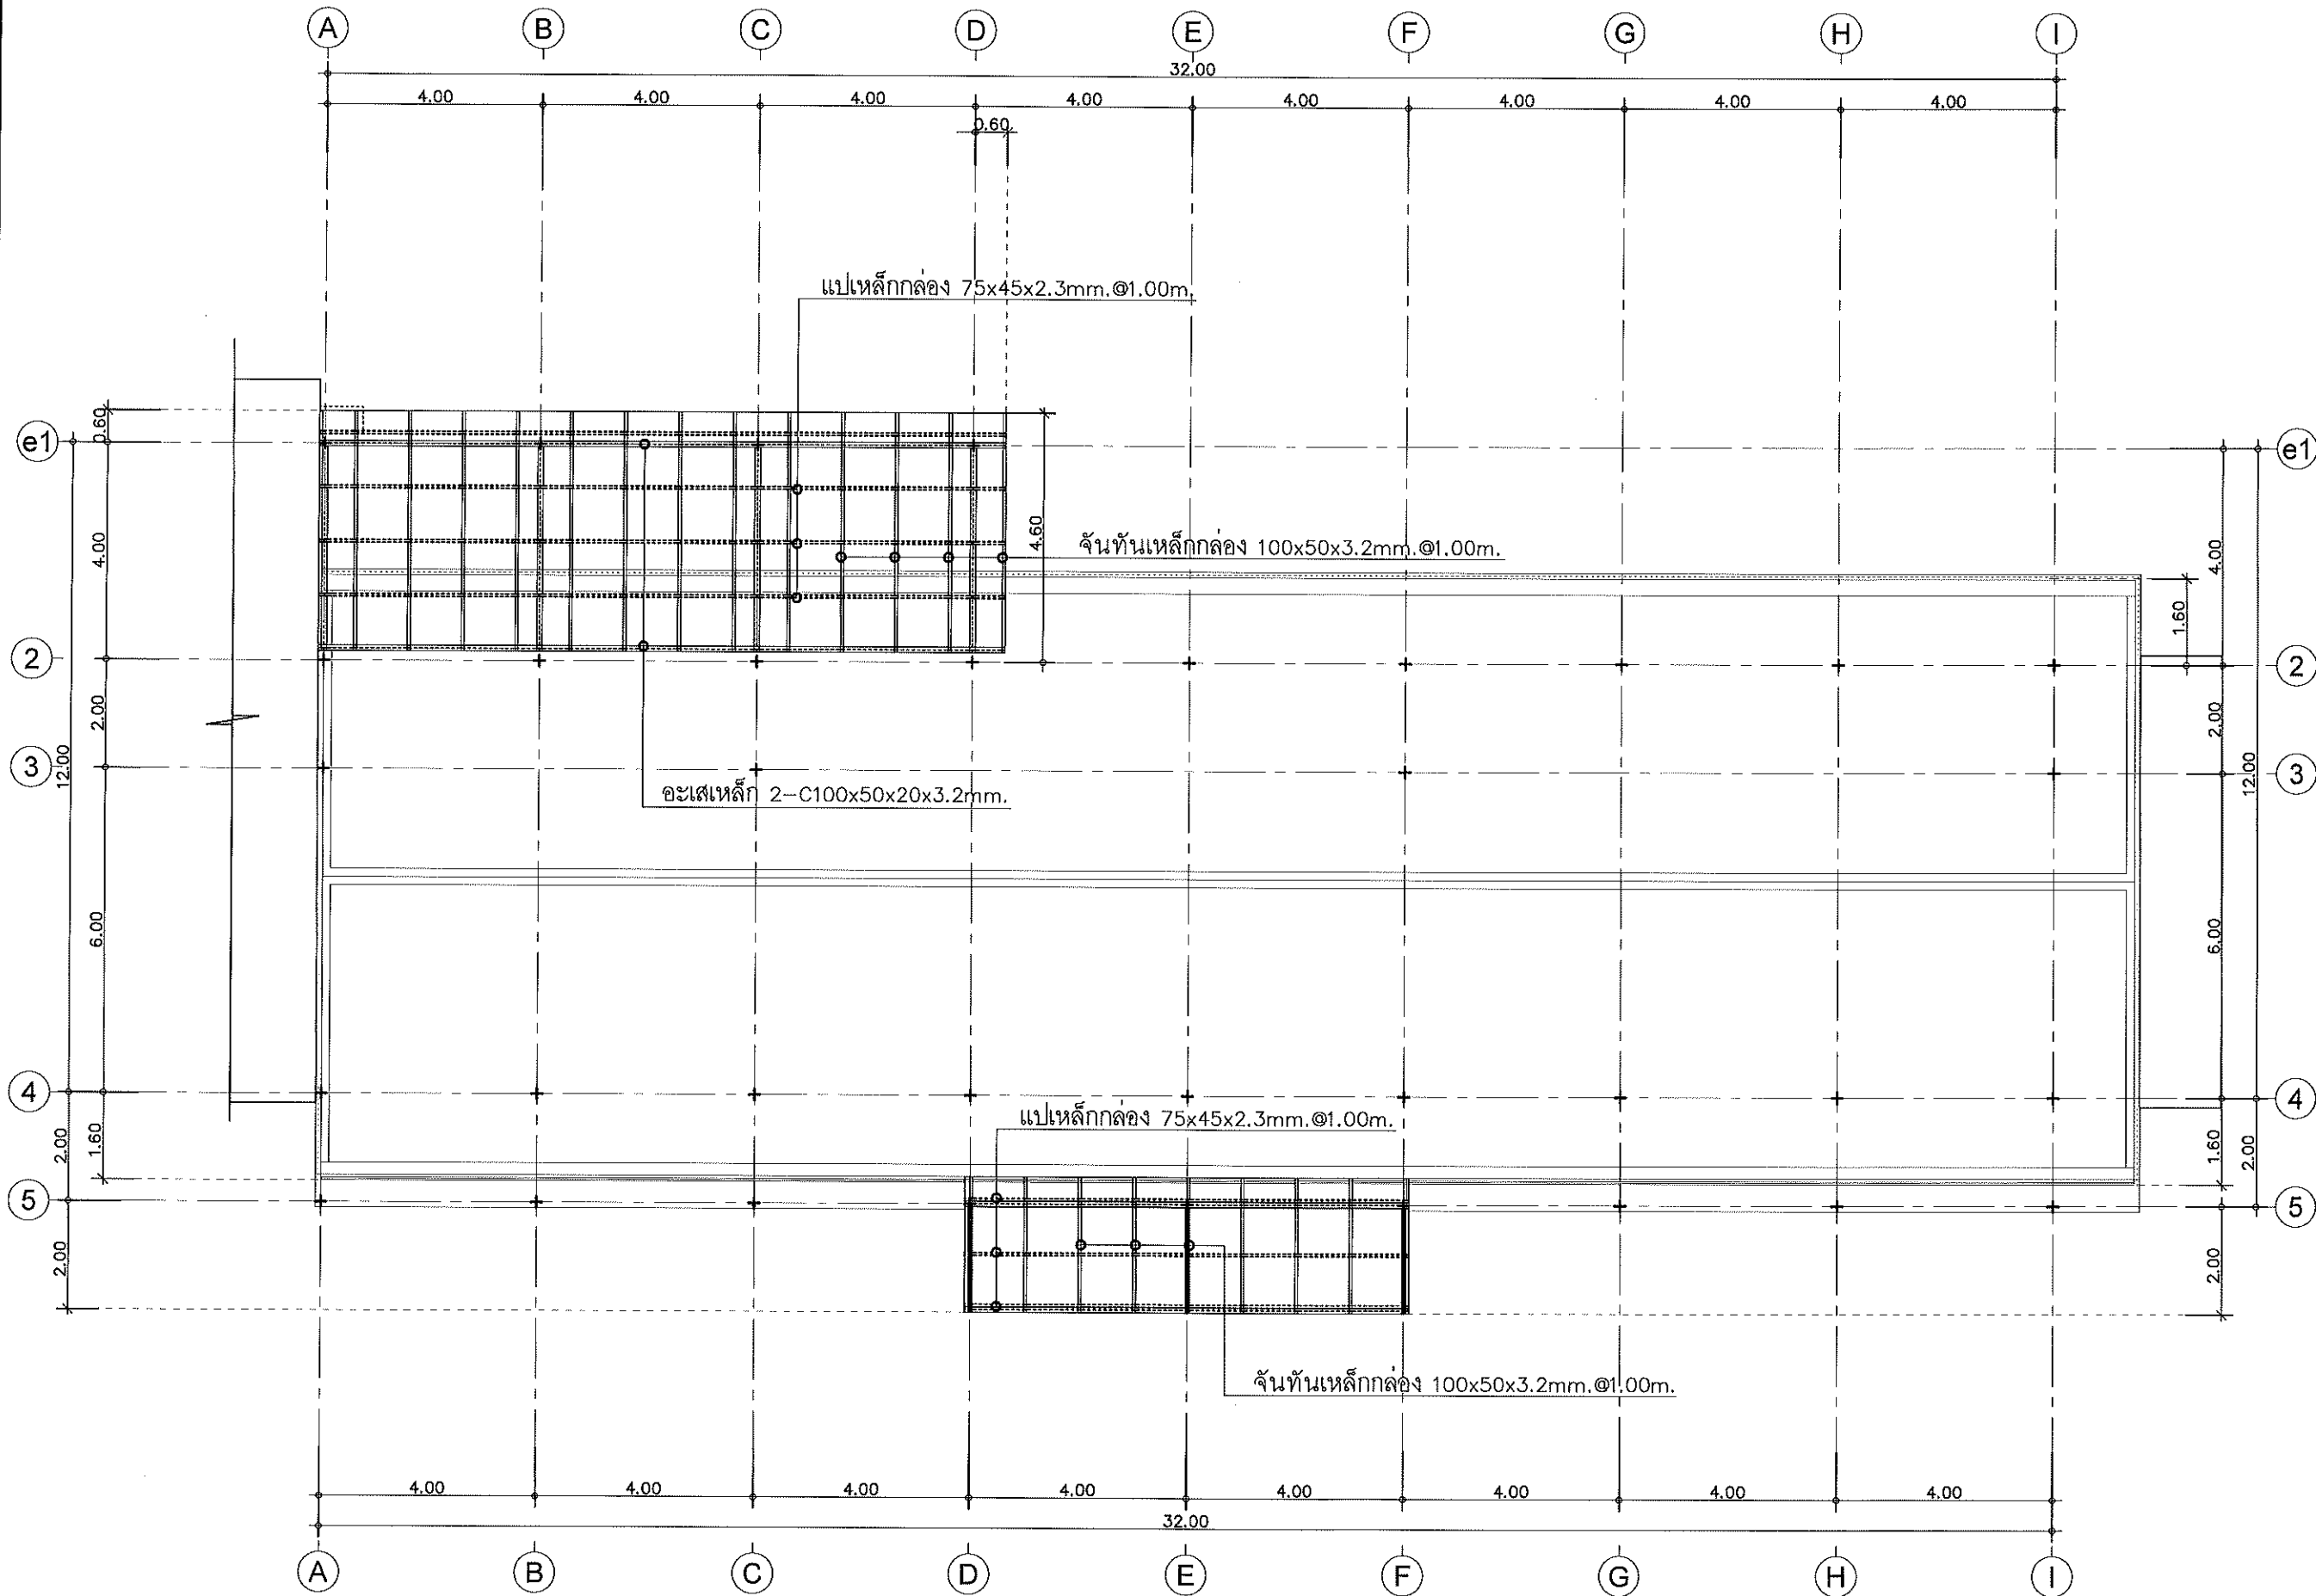 A B C D E F G H I
32.00
4.00 4.00 4.00 4.00 4.00 4.00 4.00 4.00
0.60
แปเหล็กกล่อง 75x45x2.3mm.@1.00m.
0.60
e1 e1
4.00 4.60 4.00
จันทันเหล็กกล่อง 100x50x3.2mm.@1.00m.
1.60
2 2
2.00 2.00
3 12.00 12.00 3
อะเสเหล็ก 2-C100x50x20x3.2mm.
6.00 6.00
4 4
แปเหล็กกล่อง 75x45x2.3mm.@1.00m.
2.00 1.60 1.60 2.00
5 5
2.00 2.00
จันทันเหล็กกล่อง 100x50x3.2mm.@1.00m.
4.00 4.00 4.00 4.00 4.00 4.00 4.00 4.00
32.00
A B C D E F G H I